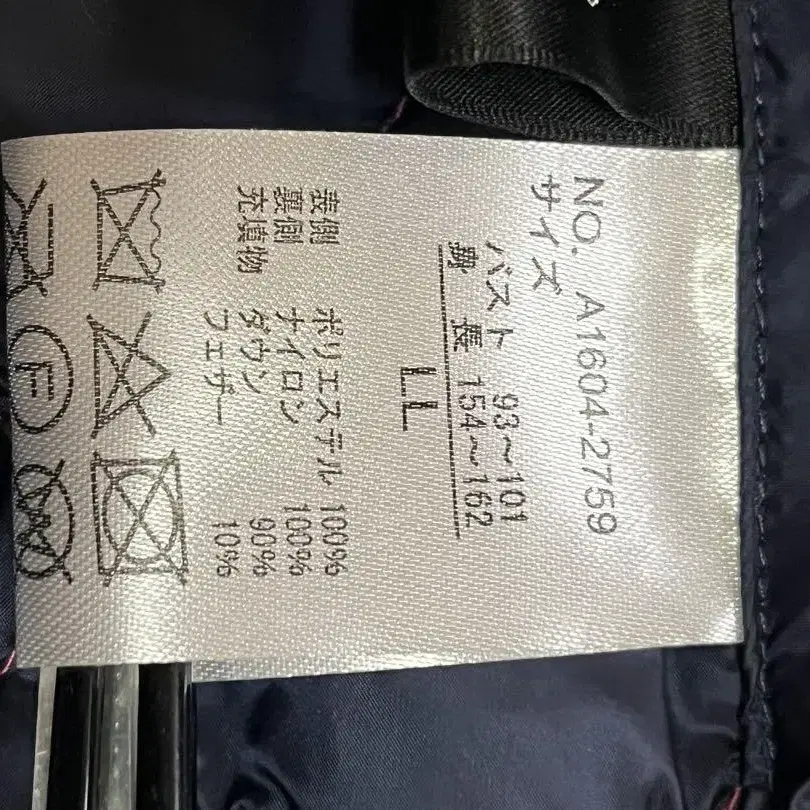 NO. A1604-2759
サイズ
バスト 93～101
身 長 154～162
LL
表側 ポリエステル 100%
裏側 ナイロン 100%
充填物 ダウン 90%
フェザー 10%
F
W